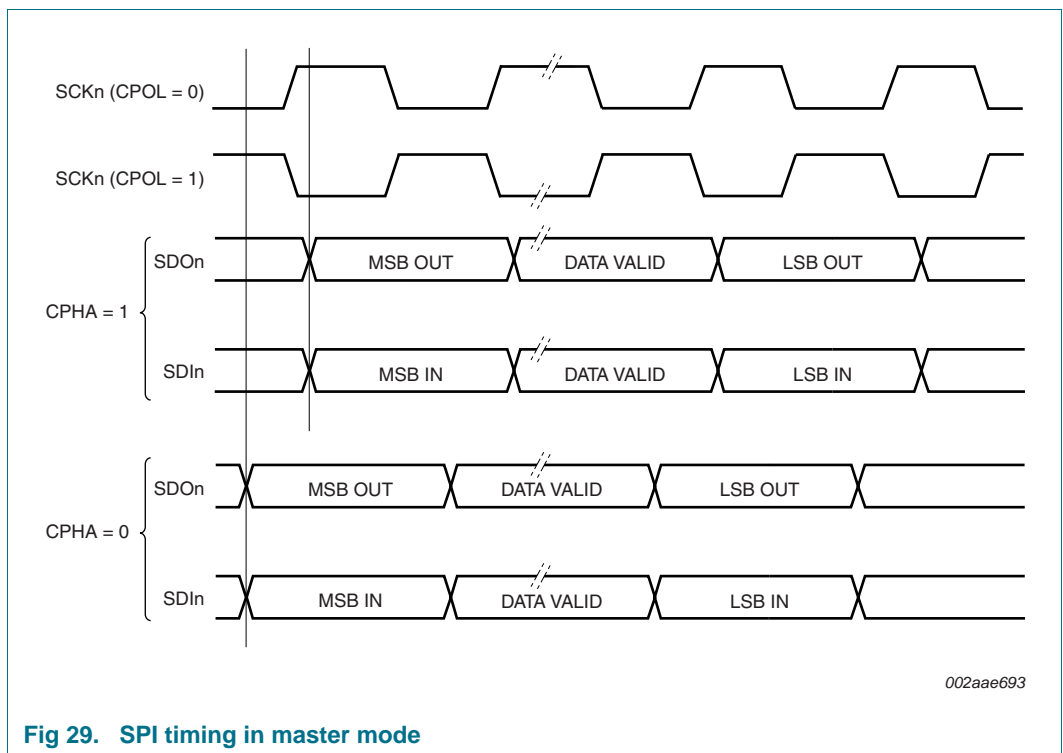 SCKn (CPOL = 0)
SCKn (CPOL = 1)
CPHA = 1
SDOn
MSB OUT
DATA VALID
LSB OUT
SDIn
MSB IN
DATA VALID
LSB IN
CPHA = 0
SDOn
MSB OUT
DATA VALID
LSB OUT
SDIn
MSB IN
DATA VALID
LSB IN
002aae693
Fig 29. SPI timing in master mode